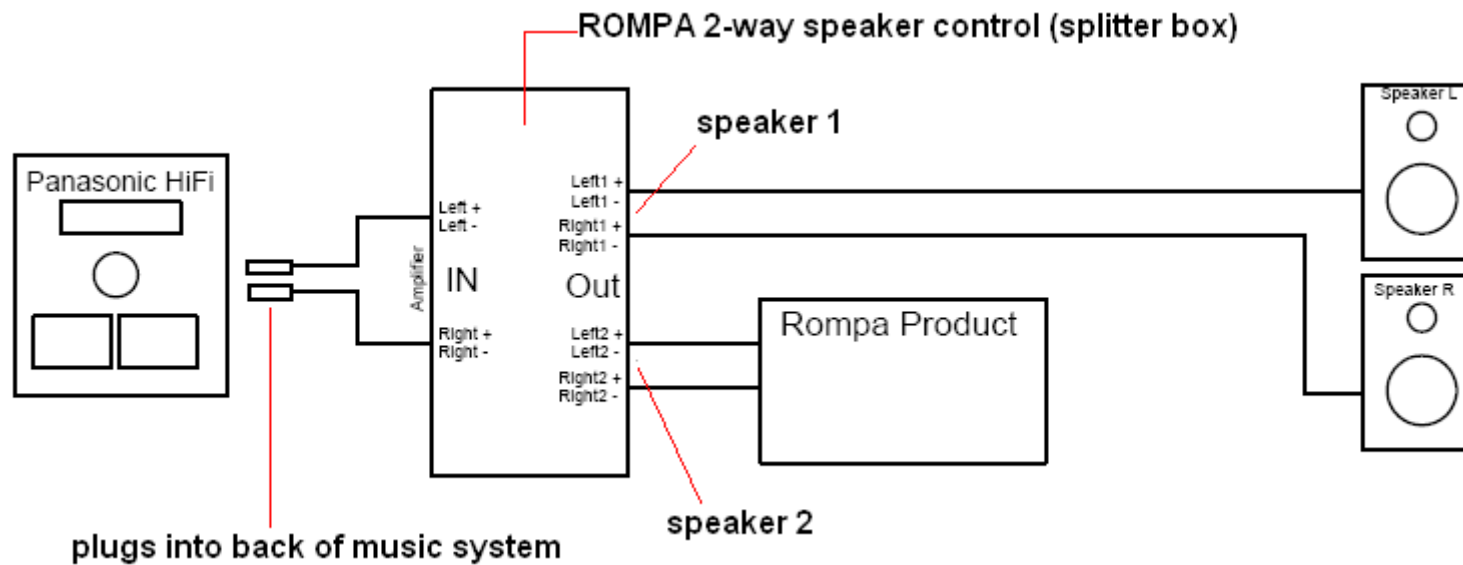 ROMPA 2-way speaker control (splitter box)
Speaker L
speaker 1
Panasonic HiFi
Left1 +
Left1 -
Left +
Left -
Right1 +
Right1 -
Amplifier
IN
Out
Speaker R
Rompa Product
Right +
Right -
Left2 +
Left2 -
Right2 +
Right2 -
speaker 2
plugs into back of music system